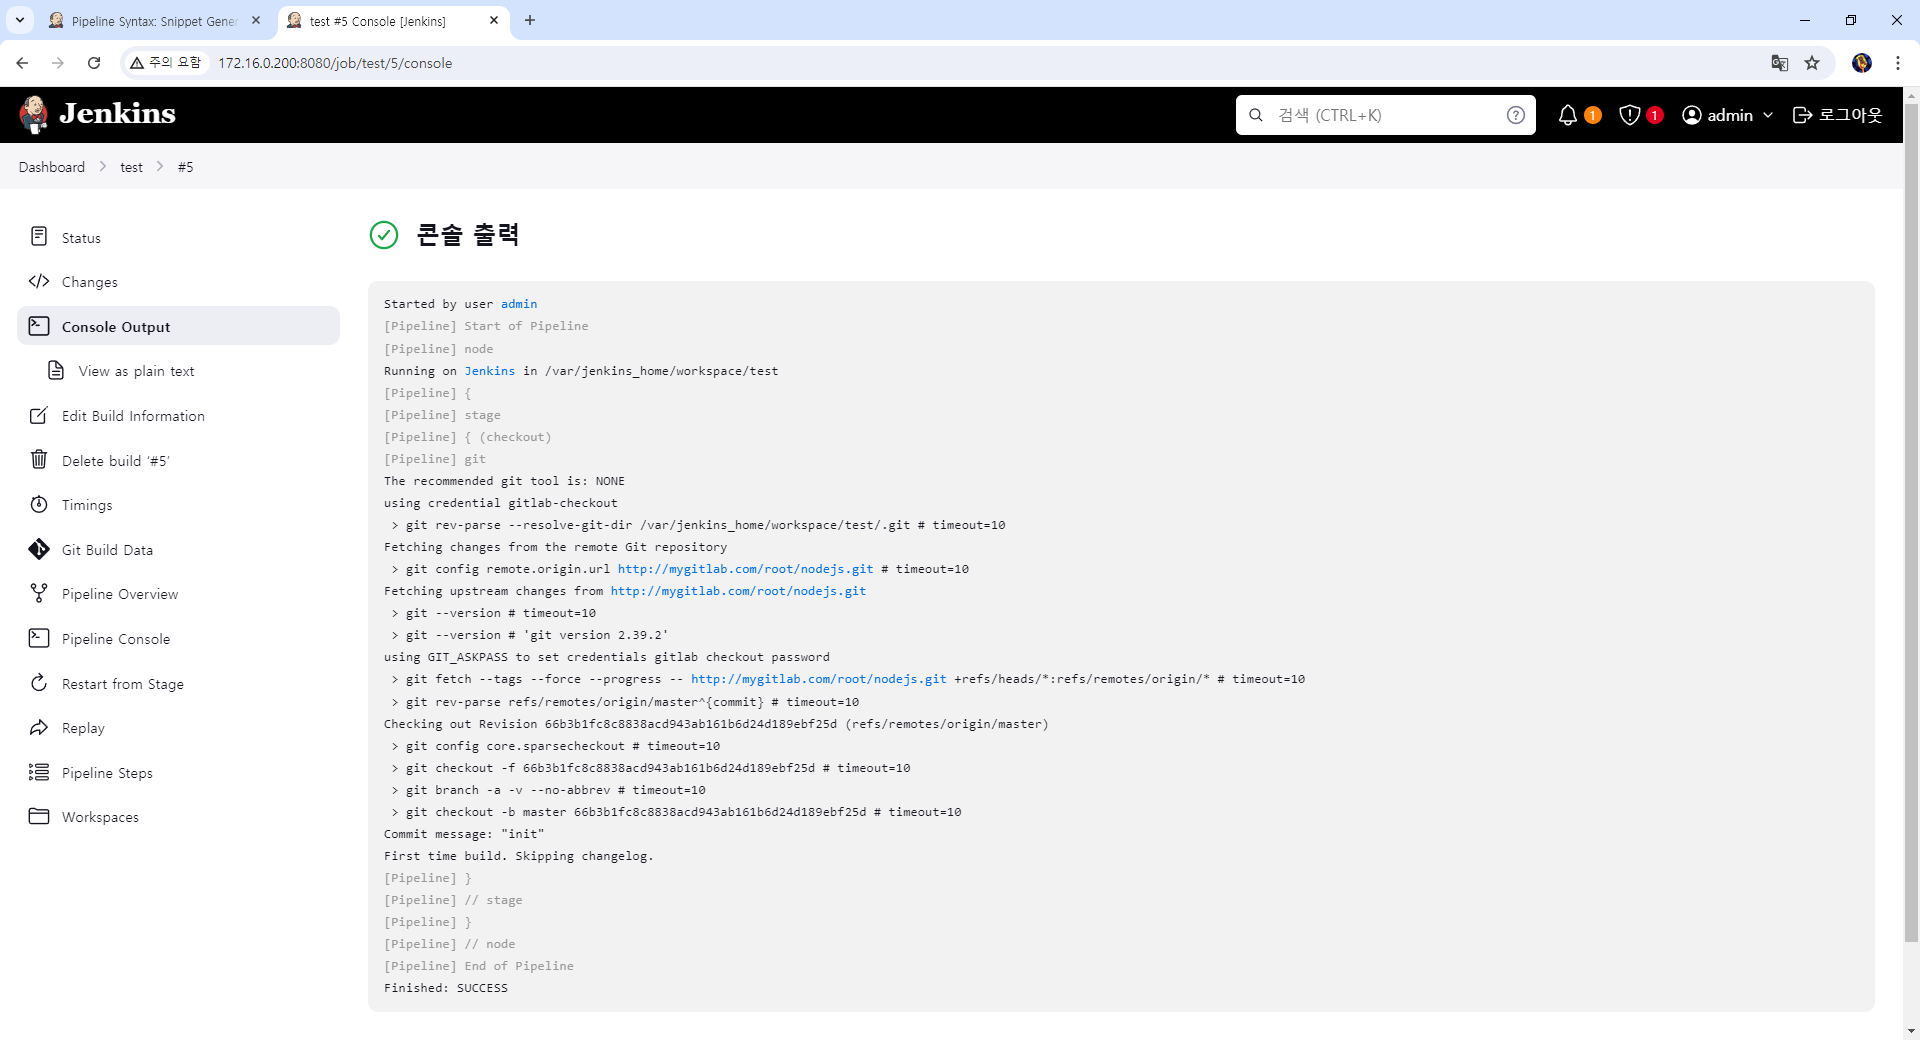 Pipeline Syntax: Snippet Gener
test #5 Console [Jenkins]
주의 요함
172.16.0.200:8080/job/test/5/console
Jenkins
검색 (CTRL+K)
1
1
admin
로그아웃
Dashboard
test
#5
Status
Changes
Console Output
View as plain text
Edit Build Information
Delete build ‘#5’
Timings
Git Build Data
Pipeline Overview
Pipeline Console
Restart from Stage
Replay
Pipeline Steps
Workspaces
콘솔 출력
Started by user admin
[Pipeline] Start of Pipeline
[Pipeline] node
Running on Jenkins in /var/jenkins_home/workspace/test
[Pipeline] {
[Pipeline] stage
[Pipeline] { (checkout)
[Pipeline] git
The recommended git tool is: NONE
using credential gitlab-checkout
> git rev-parse --resolve-git-dir /var/jenkins_home/workspace/test/.git # timeout=10
Fetching changes from the remote Git repository
> git config remote.origin.url http://mygitlab.com/root/nodejs.git # timeout=10
Fetching upstream changes from http://mygitlab.com/root/nodejs.git
> git --version # timeout=10
> git --version # 'git version 2.39.2'
using GIT_ASKPASS to set credentials gitlab checkout password
> git fetch --tags --force --progress -- http://mygitlab.com/root/nodejs.git +refs/heads/*:refs/remotes/origin/* # timeout=10
> git rev-parse refs/remotes/origin/master^{commit} # timeout=10
Checking out Revision 66b3b1fc8c8838acd943ab161b6d24d189ebf25d (refs/remotes/origin/master)
> git config core.sparsecheckout # timeout=10
> git checkout -f 66b3b1fc8c8838acd943ab161b6d24d189ebf25d # timeout=10
> git branch -a -v --no-abbrev # timeout=10
> git checkout -b master 66b3b1fc8c8838acd943ab161b6d24d189ebf25d # timeout=10
Commit message: "init"
First time build. Skipping changelog.
[Pipeline] }
[Pipeline] // stage
[Pipeline] }
[Pipeline] // node
[Pipeline] End of Pipeline
Finished: SUCCESS